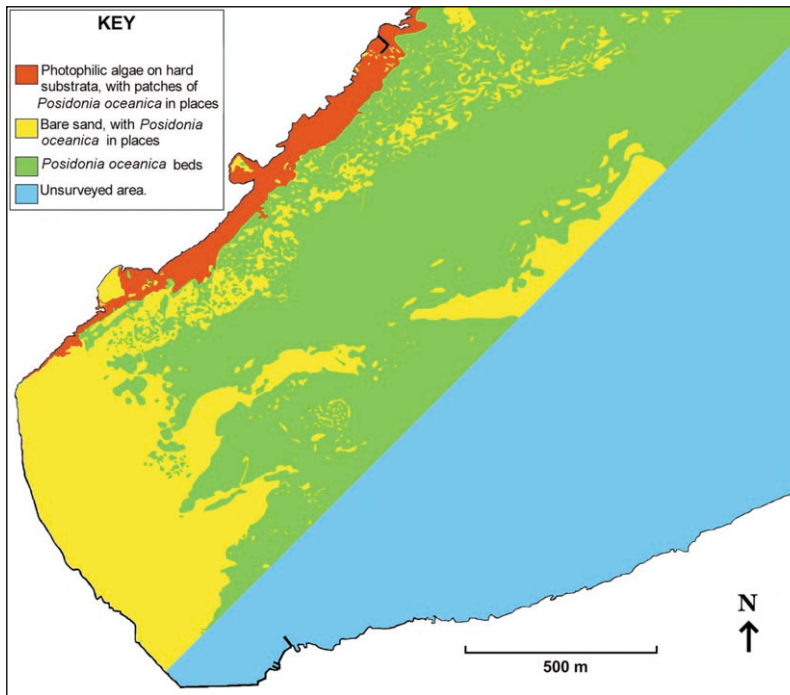 KEY
Photophilic algae on hard
substrata, with patches of
Posidonia oceanica in places
Bare sand, with Posidonia
oceanica in places
Posidonia oceanica beds
Unsurveyed area.
N
500 m